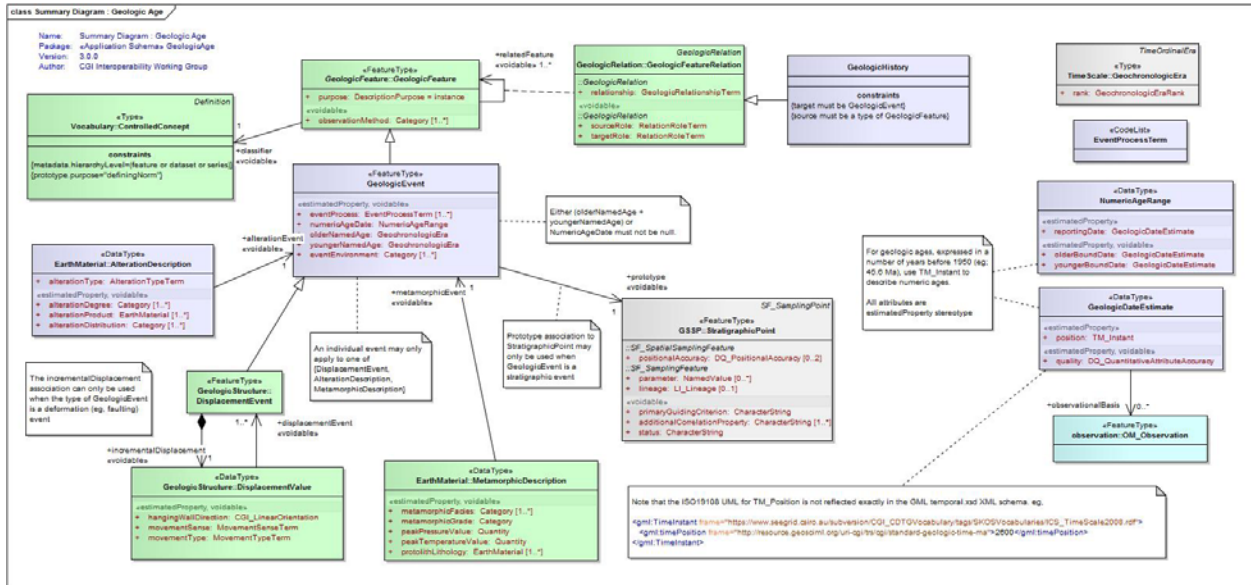 class Summary Diagram : Geologic Age
Name: Summary Diagram : Geologic Age
Package: «Application Schema» GeologicAge
Version: 3.0.0
Author: CGI Interoperability Working Group
Definition
«Type»
Vocabulary::ControlledConcept
constraints
{metadata.hierarchyLevel=(feature or dataset or series)}
{prototype.purpose="definingNorm"}
1
+classifier
«voidable»
«FeatureType»
GeologicFeature::GeologicFeature
+ purpose: DescriptionPurpose = instance
«voidable»
+ observationMethod: Category [1..*]
+relatedFeature
«voidable» 1..*
GeologicRelation
GeologicRelation::GeologicFeatureRelation
::GeologicRelation
+ relationship: GeologicRelationshipTerm
«voidable»
::GeologicRelation
+ sourceRole: RelationRoleTerm
+ targetRole: RelationRoleTerm
GeologicHistory
constraints
{target must be GeologicEvent}
{source must be a type of GeologicFeature}
TimeOrdinalEra
«Type»
TimeScale::GeochronologicEra
+ rank: GeochronologicEraRank
«CodeList»
EventProcessTerm
«FeatureType»
GeologicEvent
«estimatedProperty, voidable»
+ eventProcess: EventProcessTerm [1..*]
+ numericAgeDate: NumericAgeRange
+ olderNamedAge: GeochronologicEra
+ youngerNamedAge: GeochronologicEra
+ eventEnvironment: Category [1..*]
Either (olderNamedAge +
youngerNamedAge) or
NumericAgeDate must not be null.
«DataType»
NumericAgeRange
«estimatedProperty»
+ reportingDate: GeologicDateEstimate
«estimatedProperty, voidable»
+ olderBoundDate: GeologicDateEstimate
+ youngerBoundDate: GeologicDateEstimate
For geologic ages, expressed in a
number of years before 1950 (eg;
45.6 Ma), use TM_Instant to
describe numeric ages.
All attributes are
estimatedProperty stereotype
«DataType»
GeologicDateEstimate
«estimatedProperty»
+ position: TM_Instant
«estimatedProperty, voidable»
+ quality: DQ_QuantitativeAttributeAccuracy
+observationalBasis
0..*
«FeatureType»
observation::OM_Observation
«DataType»
EarthMaterial::AlterationDescription
+ alterationType: AlterationTypeTerm
«estimatedProperty, voidable»
+ alterationDegree: Category [1..*]
+ alterationProduct: EarthMaterial [1..*]
+ alterationDistribution: Category [1..*]
+alterationEvent
«voidable»
1
+metamorphicEvent
«voidable»
1
+prototype
«voidable»
1
SF_SamplingPoint
«FeatureType»
GSSP::StratigraphicPoint
::SF_SpatialSamplingFeature
+ positionalAccuracy: DQ_PositionalAccuracy [0..2]
::SF_SamplingFeature
+ parameter: NamedValue [0..*]
+ lineage: LI_Lineage [0..1]
«voidable»
+ primaryGuidingCriterion: CharacterString
+ additionalCorrelationProperty: CharacterString [1..*]
+ status: CharacterString
An individual event may only
apply to one of
[DisplacementEvent,
AlterationDescription,
MetamorphicDescription]
Prototype association to
StratigraphicPoint may
only be used when
GeologicEvent is a
stratigraphic event
The incrementalDisplacement
association can only be used
when the type of GeologicEvent
is a deformation (eg. faulting)
event
«FeatureType»
GeologicStructure::
DisplacementEvent
1..*
+displacementEvent
«voidable»
+incrementalDisplacement
«voidable»
1
«DataType»
GeologicStructure::DisplacementValue
«estimatedProperty, voidable»
+ hangingWallDirection: CGI_LinearOrientation
+ movementSense: MovementSenseTerm
+ movementType: MovementTypeTerm
«DataType»
EarthMaterial::MetamorphicDescription
«estimatedProperty, voidable»
+ metamorphicFacies: Category [1..*]
+ metamorphicGrade: Category
+ peakPressureValue: Quantity
+ peakTemperatureValue: Quantity
+ protolithLithology: EarthMaterial [1..*]
Note that the ISO19108 UML for TM_Position is not reflected exactly in the GML temporal.xsd XML schema. eg,
<gml:TimeInstant frame="https://www.seegrid.csiro.au/subversion/CGI_CDTGVocabulary/tags/SKOSVocabularies/ICS_TimeScale2008.rdf">
<gml:timePosition frame="http://resource.geosciml.org/uri-cgi/trs/cgi/standard-geologic-time-ma">2600</gml:timePosition>
</gml:TimeInstant>